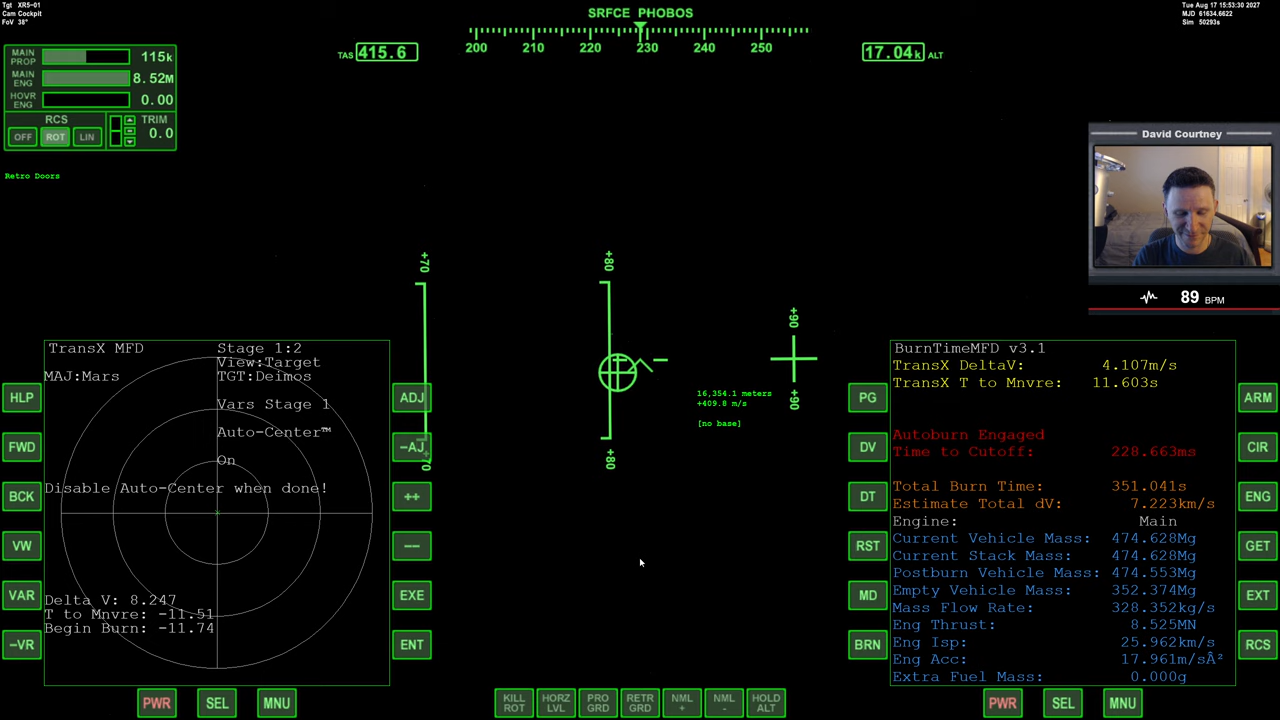 Tgt XR5-01
Cam Cockpit
FoV 38°
SRFCE PHOBOS
Tue Aug 17 15:53:30 2027
MJD 61634.6622
Sim 50293s
200 210 220 230 240 250
TAS 415.6
17.04k ALT
MAIN PROP 115k
MAIN ENG 8.52M
HOVR ENG 0.00
RCS TRIM
OFF ROT LIN 0.0
Retro Doors
David Courtney
89 BPM
+70
+80
+90
+90
+70
+80
16,354.1 meters
+409.8 m/s
[no base]
TransX MFD Stage 1:2
View:Target
MAJ:Mars TGT:Deimos
Vars Stage 1
Auto-Center™
On
Disable Auto-Center when done!
Delta V: 8.247
T to Mnvre: -11.51
Begin Burn: -11.74
HLP
FWD
BCK
VW
VAR
-VR
ADJ
-AJ
++
--
EXE
ENT
PWR SEL MNU
KILL ROT
HORZ LVL
PRO GRD
RETR GRD
NML +
NML -
HOLD ALT
BurnTimeMFD v3.1
TransX DeltaV: 4.107m/s
TransX T to Mnvre: 11.603s
Autoburn Engaged
Time to Cutoff: 228.663ms
Total Burn Time: 351.041s
Estimate Total dV: 7.223km/s
Engine: Main
Current Vehicle Mass: 474.628Mg
Current Stack Mass: 474.628Mg
Postburn Vehicle Mass: 474.553Mg
Empty Vehicle Mass: 352.374Mg
Mass Flow Rate: 328.352kg/s
Eng Thrust: 8.525MN
Eng Isp: 25.962km/s
Eng Acc: 17.961m/sÂ²
Extra Fuel Mass: 0.000g
PG
DV
DT
RST
MD
BRN
ARM
CIR
ENG
GET
EXT
RCS
PWR SEL MNU